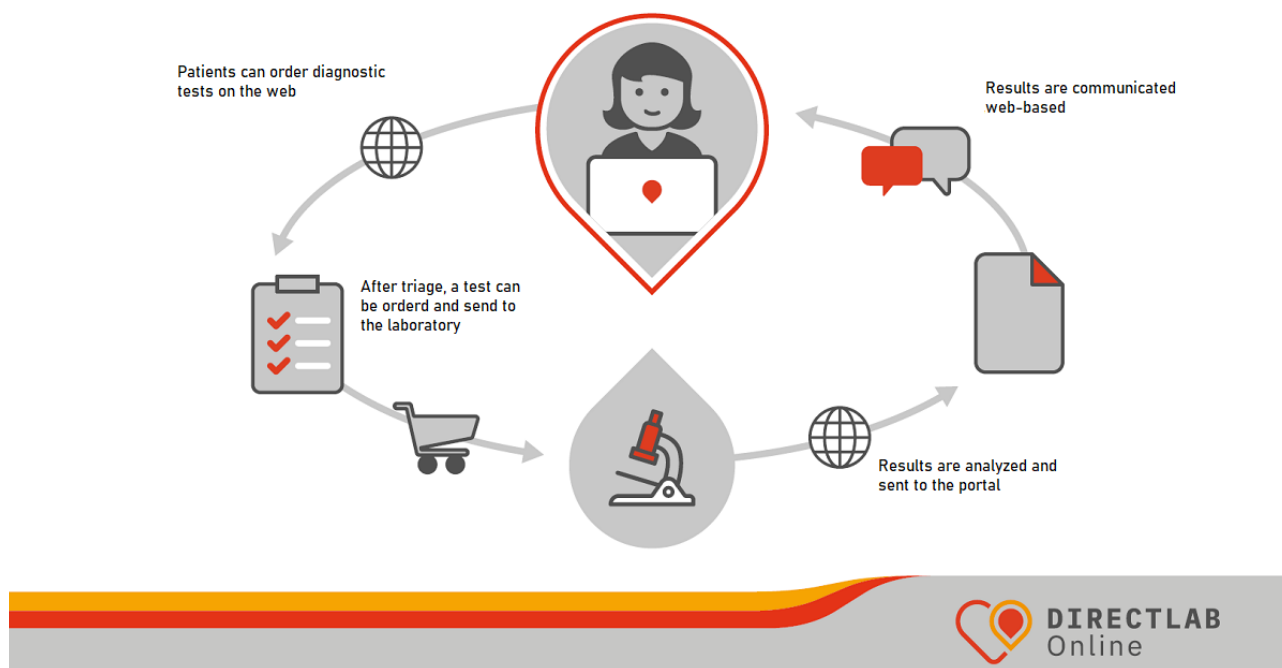 Patients can order diagnostic
tests on the web
Results are communicated
web-based
After triage, a test can
be orderd and send to
the laboratory
Results are analyzed and
sent to the portal
DIRECTLAB
Online